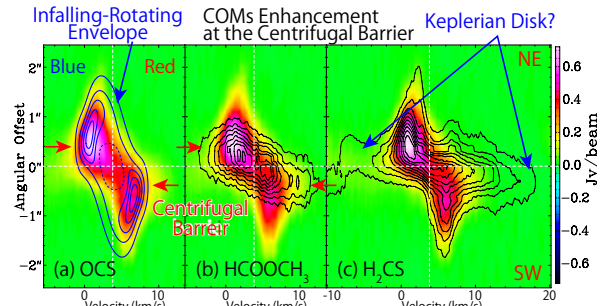 Infalling-Rotating
Envelope
COMs Enhancement
at the Centrifugal Barrier
Keplerian Disk?
Blue
Red
NE
2"
1"
0"
-1"
-2"
Angular Offset
Centrifugal
Barrier
(a) OCS
(b) HCOOCH3
(c) H2CS
SW
0
10
0
-10
0
10
20
Velocity (km/s)
Velocity (km/s)
Velocity (km/s)
0.6
0.4
0.2
0.0
-0.2
-0.4
-0.6
Jy/beam